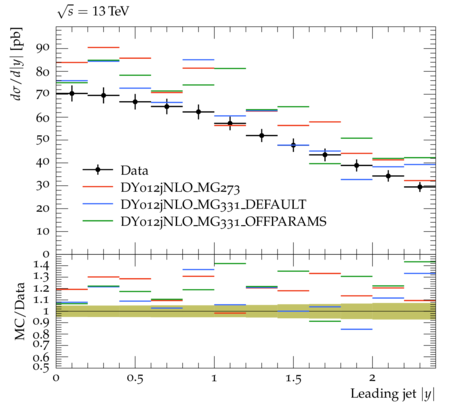 √s = 13 TeV
dσ/d|y| [pb]
90
80
70
60
50
40
30
20
10
0
Data
DY012jNLO_MG273
DY012jNLO_MG331_DEFAULT
DY012jNLO_MG331_OFFPARAMS
MC/Data
1.4
1.3
1.2
1.1
1
0.9
0.8
0.7
0.6
0.5
0 0.5 1 1.5 2
Leading jet |y|